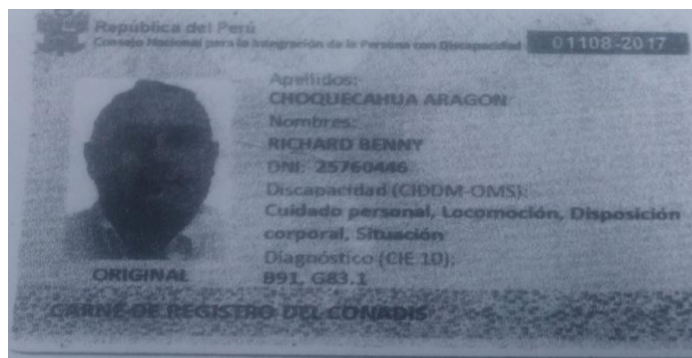 República del Perú
Consejo Nacional para la Integración de la Persona con Discapacidad
01108-2017
Apellidos:
CHOQUECAHUA ARAGON
Nombres:
RICHARD BENNY
DNI: 25760446
Discapacidad (CIDDM-OMS):
Cuidado personal, Locomoción, Disposición
corporal, Situación
Diagnóstico (CIE 10):
B91, G83.1
ORIGINAL
CARNÉ DE REGISTRO DEL CONADIS